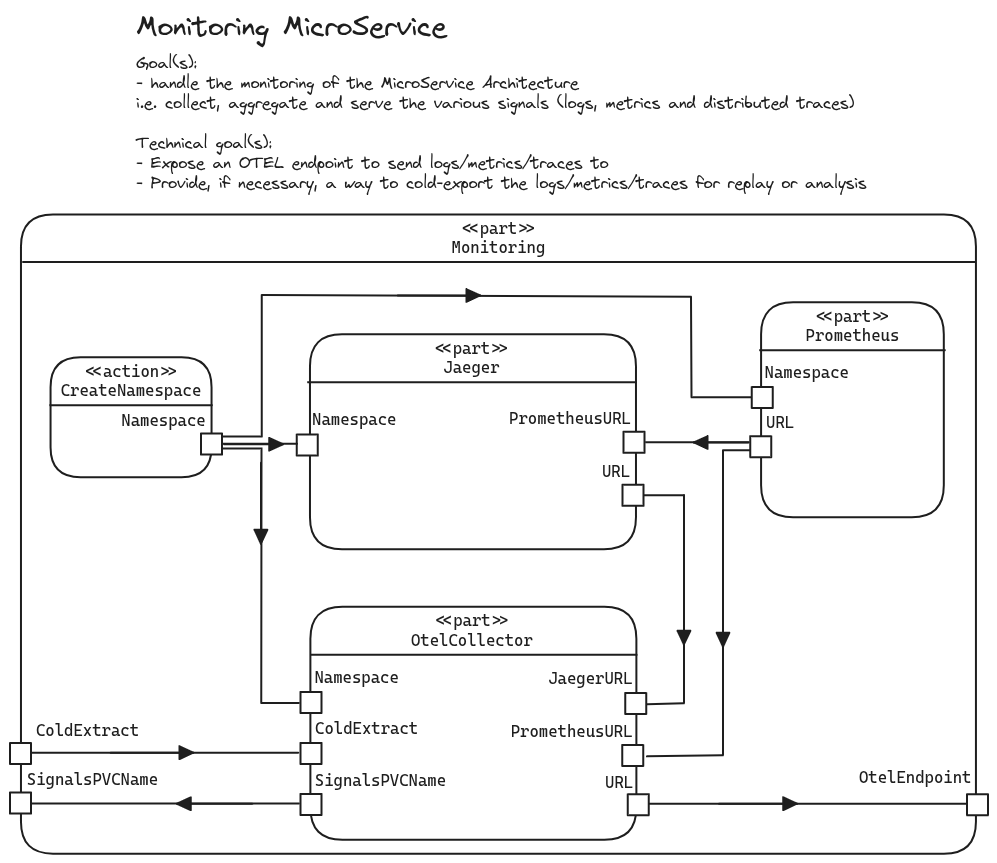 Monitoring MicroService
Goal(s):
- handle the monitoring of the MicroService Architecture
i.e. collect, aggregate and serve the various signals (logs, metrics and distributed traces)
Technical goal(s):
- Expose an OTEL endpoint to send logs/metrics/traces to
- Provide, if necessary, a way to cold-export the logs/metrics/traces for replay or analysis
<<part>>
Monitoring
<<action>>
CreateNamespace
Namespace
<<part>>
Jaeger
Namespace
PrometheusURL
URL
<<part>>
Prometheus
Namespace
URL
<<part>>
OtelCollector
Namespace
ColdExtract
SignalsPVCName
JaegerURL
PrometheusURL
URL
ColdExtract
SignalsPVCName
OtelEndpoint